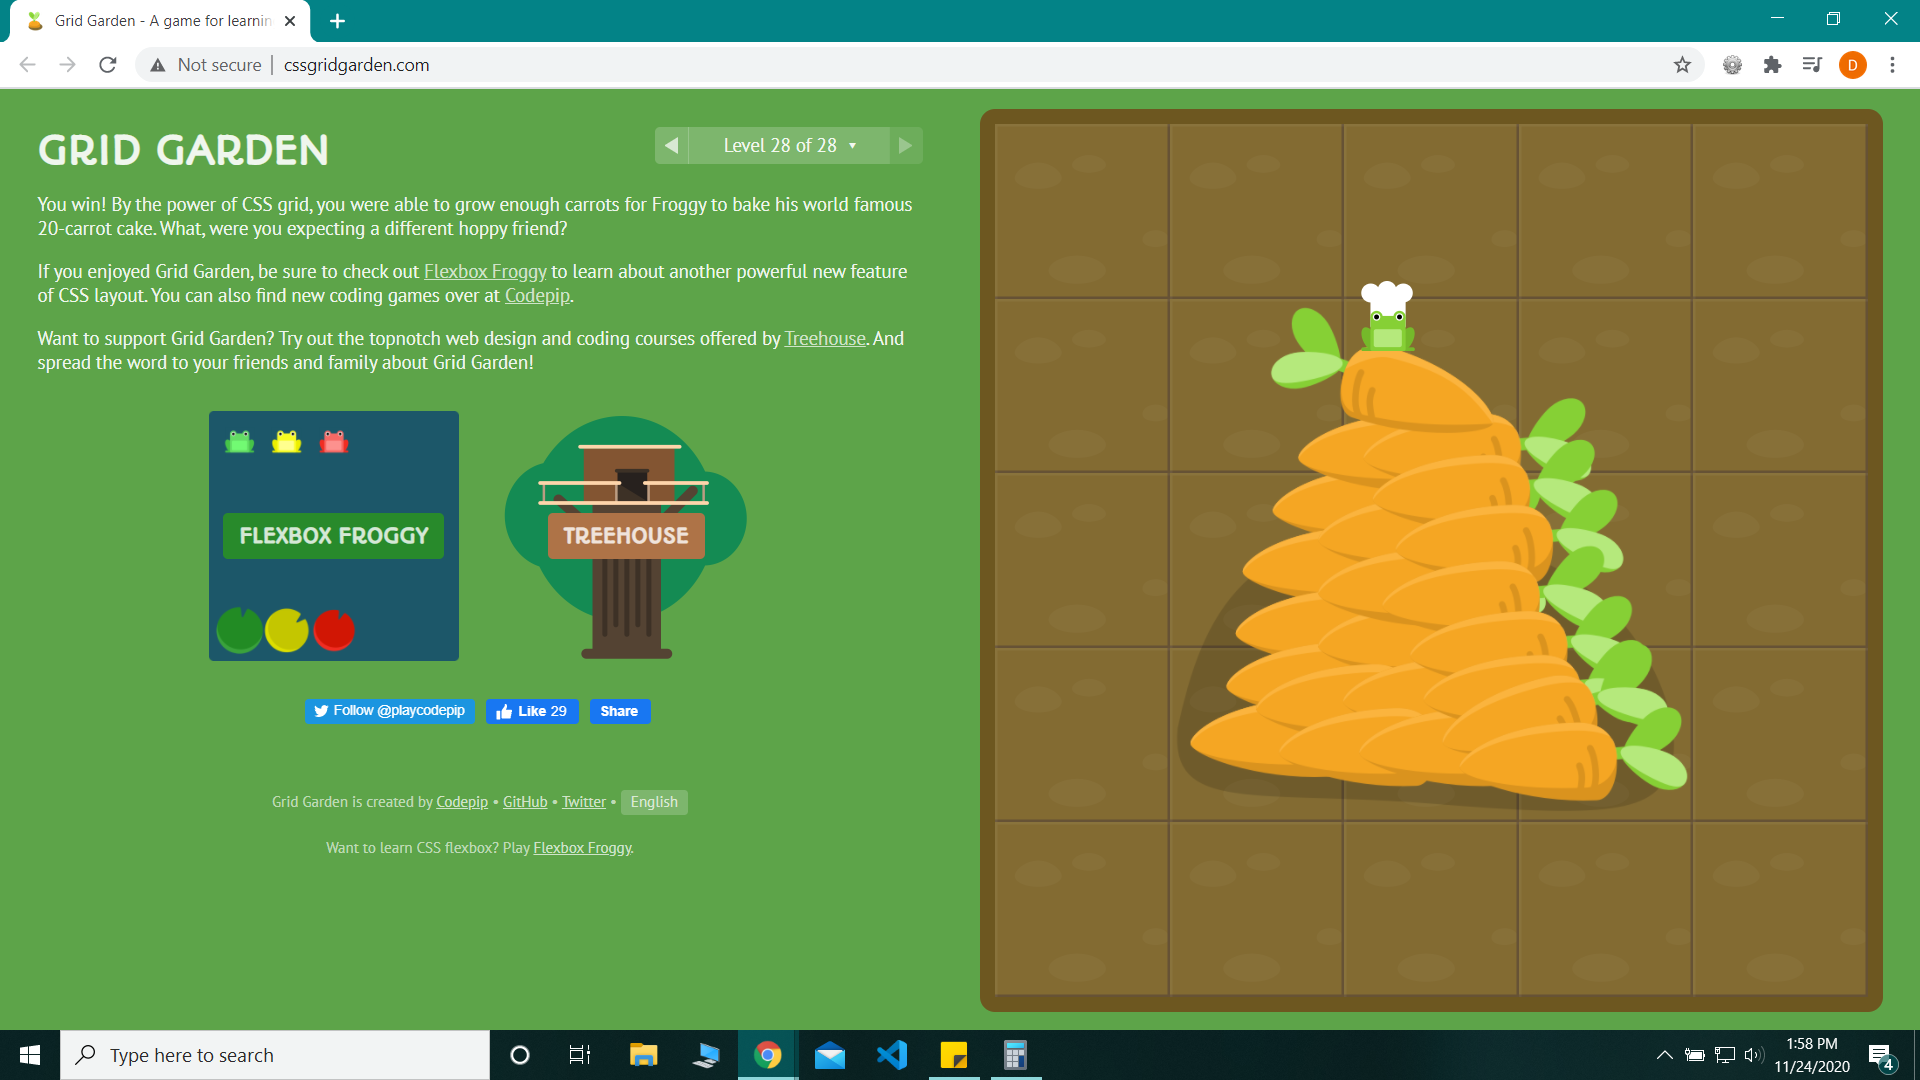 Grid Garden - A game for learnin
Not secure
cssgridgarden.com
D
GRID GARDEN
Level 28 of 28
You win! By the power of CSS grid, you were able to grow enough carrots for Froggy to bake his world famous
20-carrot cake. What, were you expecting a different hoppy friend?
If you enjoyed Grid Garden, be sure to check out Flexbox Froggy to learn about another powerful new feature
of CSS layout. You can also find new coding games over at Codepip.
Want to support Grid Garden? Try out the topnotch web design and coding courses offered by Treehouse. And
spread the word to your friends and family about Grid Garden!
FLEXBOX FROGGY
TREEHOUSE
Follow @playcodepip
Like 29
Share
Grid Garden is created by Codepip • GitHub • Twitter • English
Want to learn CSS flexbox? Play Flexbox Froggy.
Type here to search
1:58 PM
11/24/2020
4